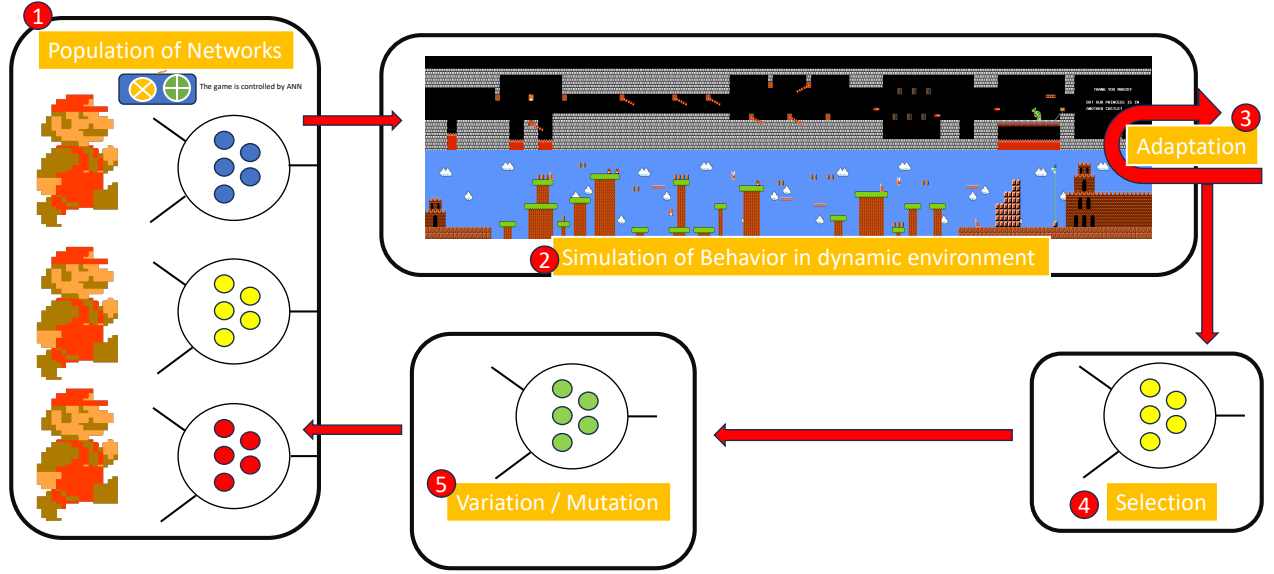 1
Population of Networks
The game is controlled by ANN
THANK YOU MARIO!
BUT OUR PRINCESS IS IN
ANOTHER CASTLE!
3
Adaptation
2
Simulation of Behavior in dynamic environment
5
Variation / Mutation
4
Selection